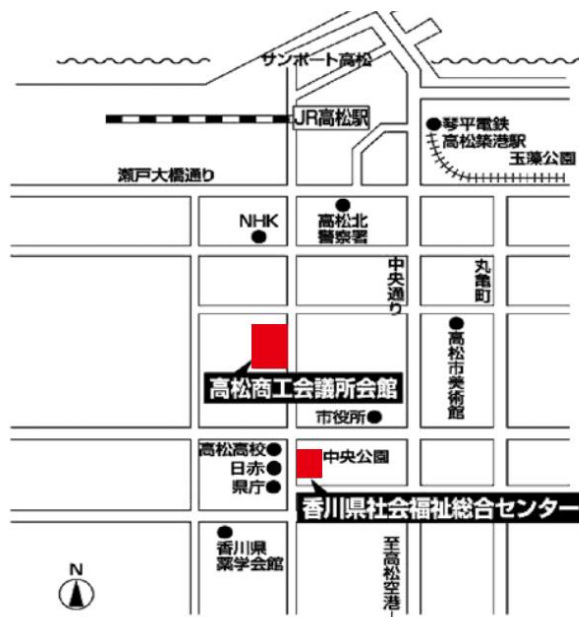 サンポート高松
JR高松駅
琴平電鉄
高松築港駅
玉藻公園
瀬戸大橋通り
NHK
高松北
警察署
中央通り
丸亀町
高松市美術館
高松商工会議所会館
市役所
高松高校
日赤
県庁
中央公園
香川県社会福祉総合センター
香川県
薬学会館
至高松空港
N